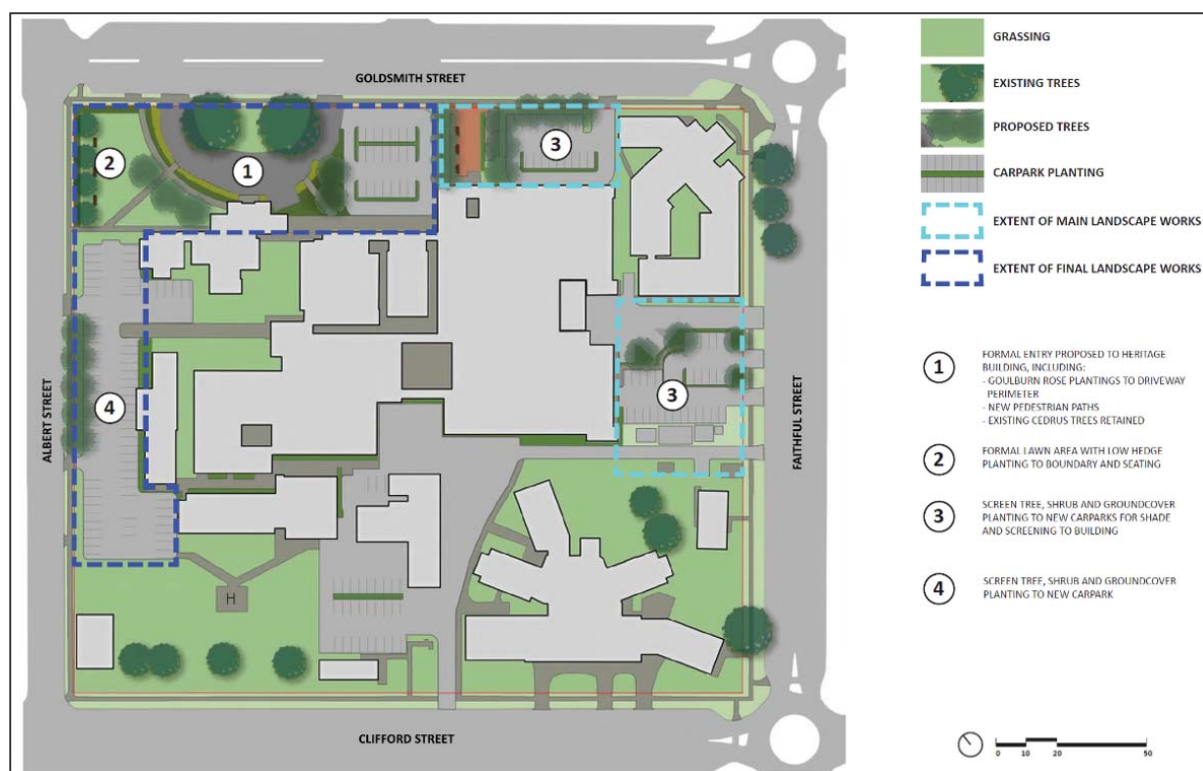 GOLDSMITH STREET
ALBERT STREET
FAITHFUL STREET
CLIFFORD STREET
2
1
3
3
4
H
GRASSING
EXISTING TREES
PROPOSED TREES
CARPARK PLANTING
EXTENT OF MAIN LANDSCAPE WORKS
EXTENT OF FINAL LANDSCAPE WORKS
1
FORMAL ENTRY PROPOSED TO HERITAGE
BUILDING, INCLUDING:
- GOULBURN ROSE PLANTINGS TO DRIVEWAY
PERIMETER
- NEW PEDESTRIAN PATHS
- EXISTING CEDRUS TREES RETAINED
2
FORMAL LAWN AREA WITH LOW HEDGE
PLANTING TO BOUNDARY AND SEATING
3
SCREEN TREE, SHRUB AND GROUNDCOVER
PLANTING TO NEW CARPARKS FOR SHADE
AND SCREENING TO BUILDING
4
SCREEN TREE, SHRUB AND GROUNDCOVER
PLANTING TO NEW CARPARK
0 10 20 50